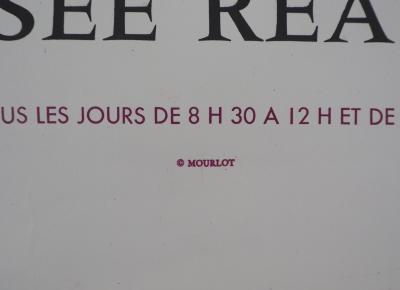 SEE REA
US LES JOURS DE 8 H 30 A 12 H ET DE
© MOURLOT